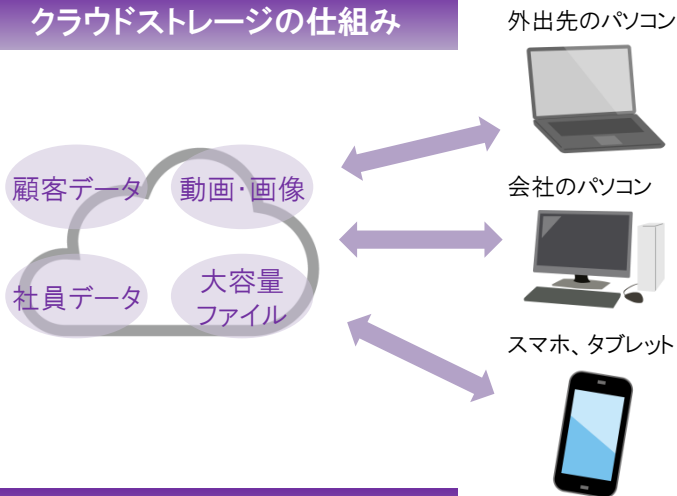 クラウドストレージの仕組み
外出先のパソコン
顧客データ
動画・画像
会社のパソコン
社員データ
大容量
ファイル
スマホ、タブレット